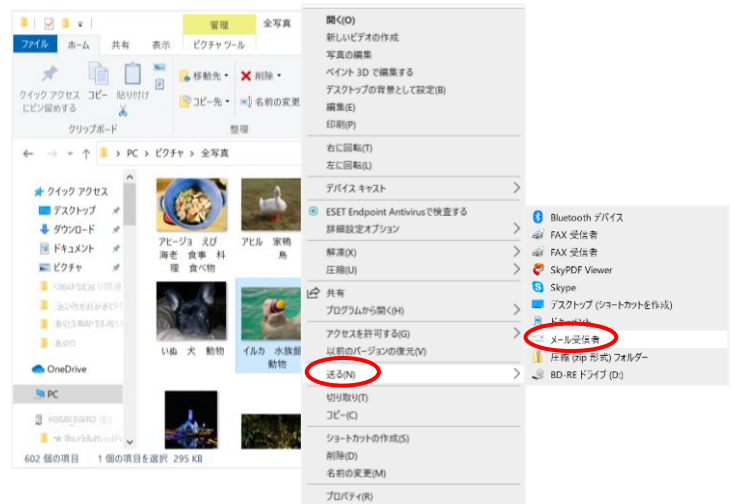 管理
全写真
ファイル
ホーム
共有
表示
ピクチャ ツール
クイック アクセス
にピン留めする
コピー
貼り付け
移動先
コピー先
削除
名前の変更
クリップボード
整理
PC
ピクチャ
全写真
クイック アクセス
デスクトップ
ダウンロード
ドキュメント
ピクチャ
OneDrive
PC
アヒージョ えび
海老 食事 料
理 食べ物
アヒル 家鴨
鳥
いぬ 犬 動物
イルカ 水族館
動物
602 個の項目
1 個の項目を選択 295 KB
開く(O)
新しいビデオの作成
写真の編集
ペイント 3D で編集する
デスクトップの背景として設定(B)
編集(E)
印刷(P)
右に回転(T)
左に回転(L)
デバイス キャスト
ESET Endpoint Antivirusで検査する
詳細設定オプション
解凍(X)
圧縮(U)
共有
プログラムから開く(H)
アクセスを許可する(G)
以前のバージョンの復元(V)
送る(N)
切り取り(T)
コピー(C)
ショートカットの作成(S)
削除(D)
名前の変更(M)
プロパティ(R)
Bluetooth デバイス
FAX 受信者
FAX 受信者
SkyPDF Viewer
Skype
デスクトップ (ショートカットを作成)
ドキュメント
メール受信者
圧縮 (zip 形式) フォルダー
BD-RE ドライブ (D:)